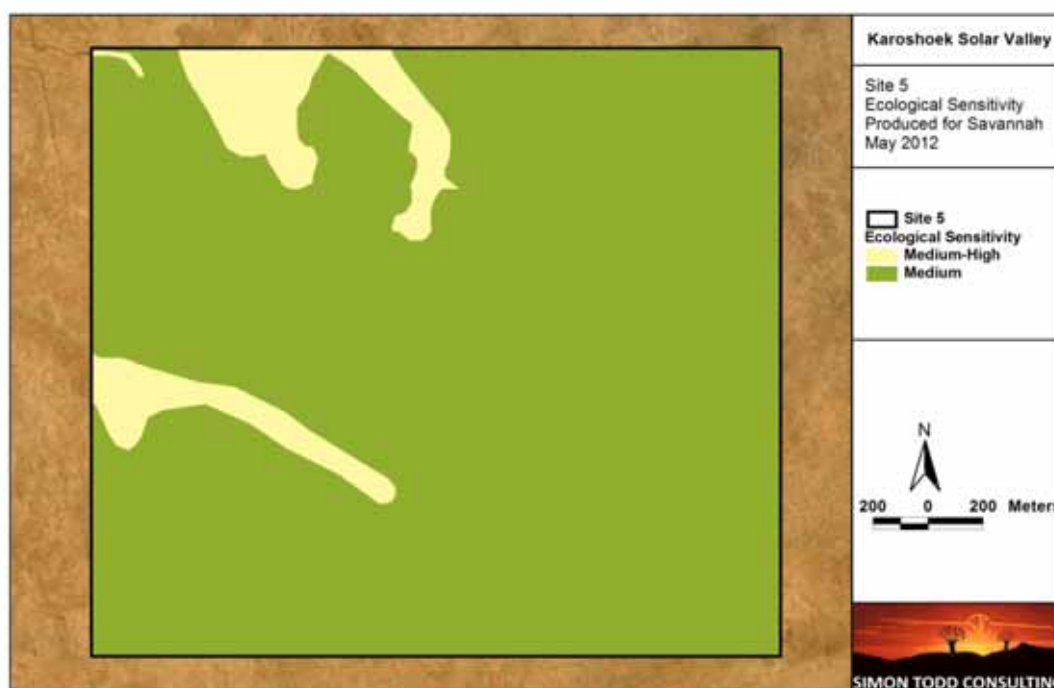 Karoshoek Solar Valley
Site 5
Ecological Sensitivity
Produced for Savannah
May 2012
Site 5
Ecological Sensitivity
Medium-High
Medium
N
200 0 200 Meters
SIMON TODD CONSULTING